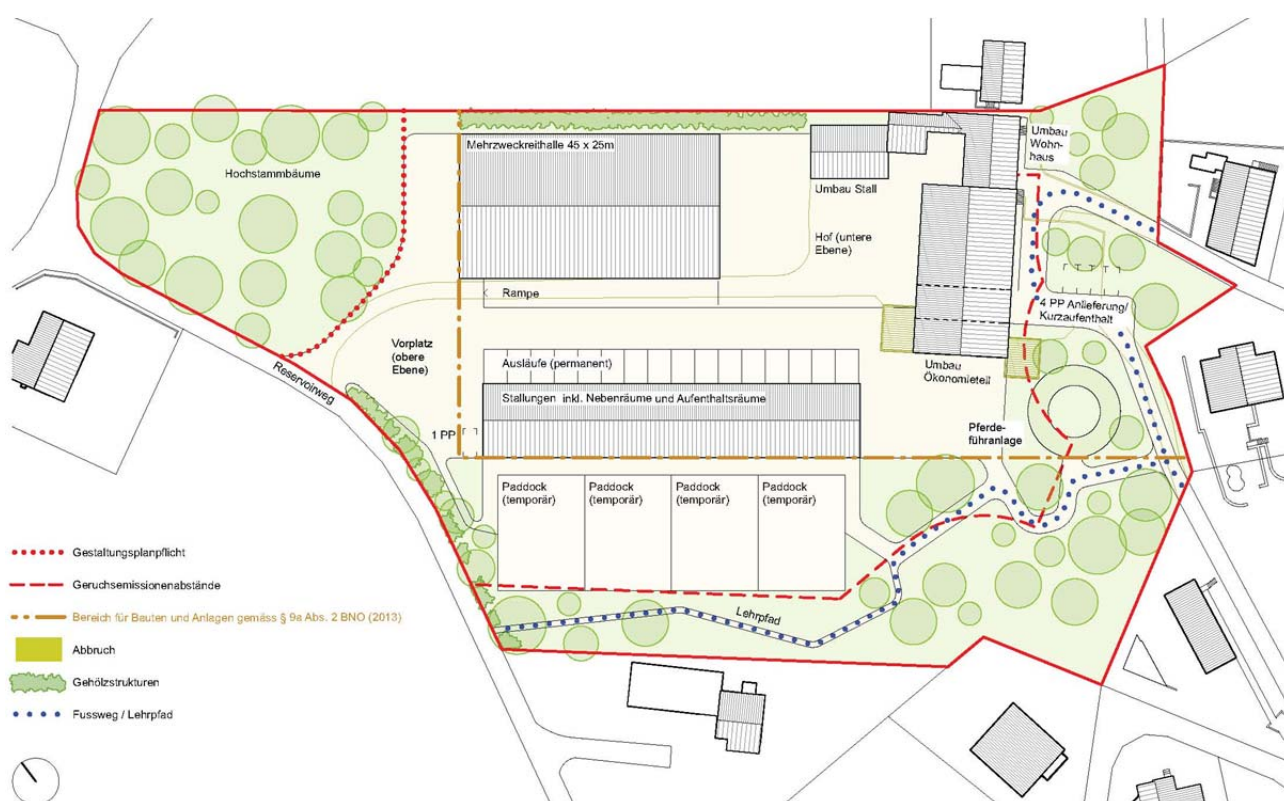 Hochstammbäume
Mehrzweckreithalle 45 x 25m
Umbau Stall
Umbau
Wohn-
haus
Hof (untere
Ebene)
Rampe
4 PP Anlieferung/
Kurzaufenthalt
Vorplatz
(obere
Ebene)
Ausläufe (permanent)
Umbau
Ökonomieteil
Reservoirweg
Stallungen inkl. Nebenräume und Aufenthaltsräume
1 PP
Pferde-
führanlage
Paddock
(temporär)
Paddock
(temporär)
Paddock
(temporär)
Paddock
(temporär)
Lehrpfad
Gestaltungsplanpflicht
Geruchsemissionenabstände
Bereich für Bauten und Anlagen gemäss § 9a Abs. 2 BNO (2013)
Abbruch
Gehölzstrukturen
Fussweg / Lehrpfad